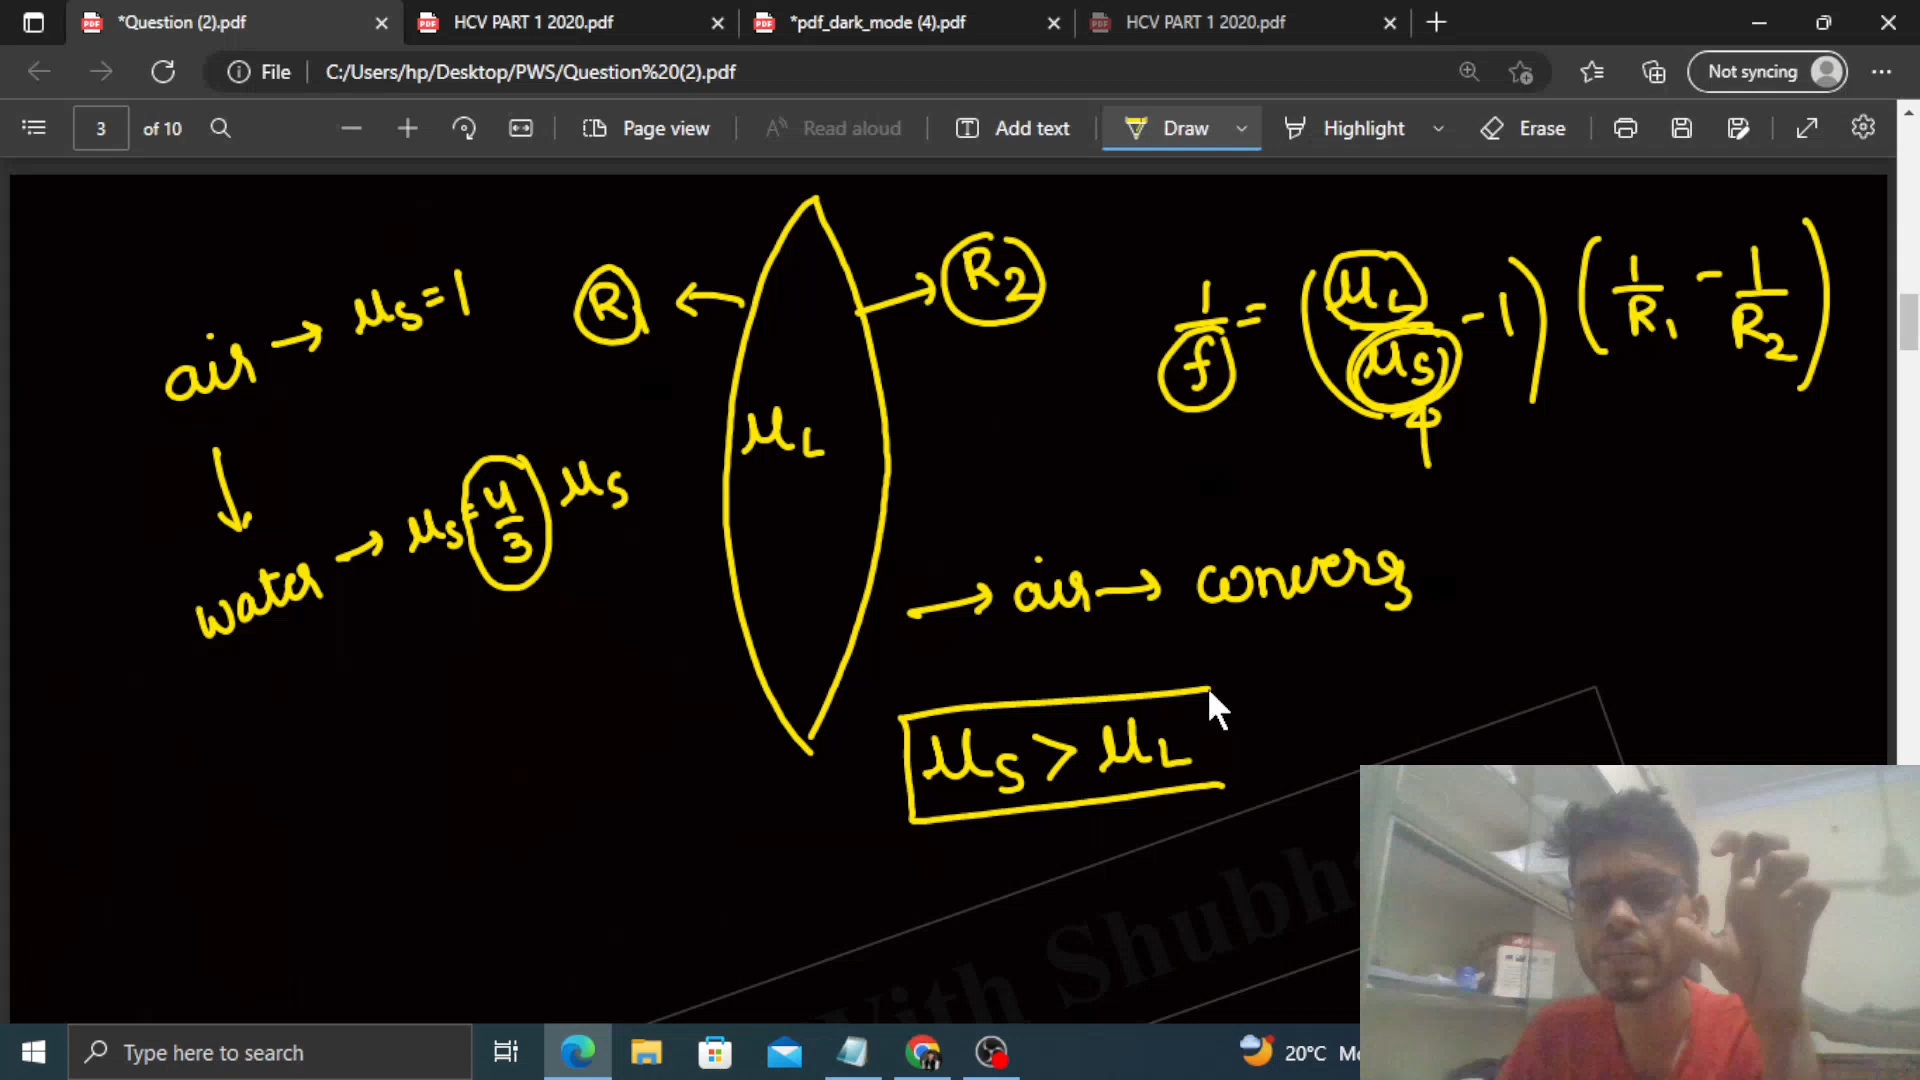 *Question (2).pdf
HCV PART 1 2020.pdf
*pdf_dark_mode (4).pdf
HCV PART 1 2020.pdf
File
C:/Users/hp/Desktop/PWS/Question%20(2).pdf
Not syncing
3 of 10
Page view
Read aloud
Add text
Draw
Highlight
Erase
air → μS = 1
R1
R2
1/f = (μL/μS - 1) (1/R1 - 1/R2)
μL
water → μS = 4/3 μS
→ air → converg
μS > μL
With Shubh
Type here to search
20°C